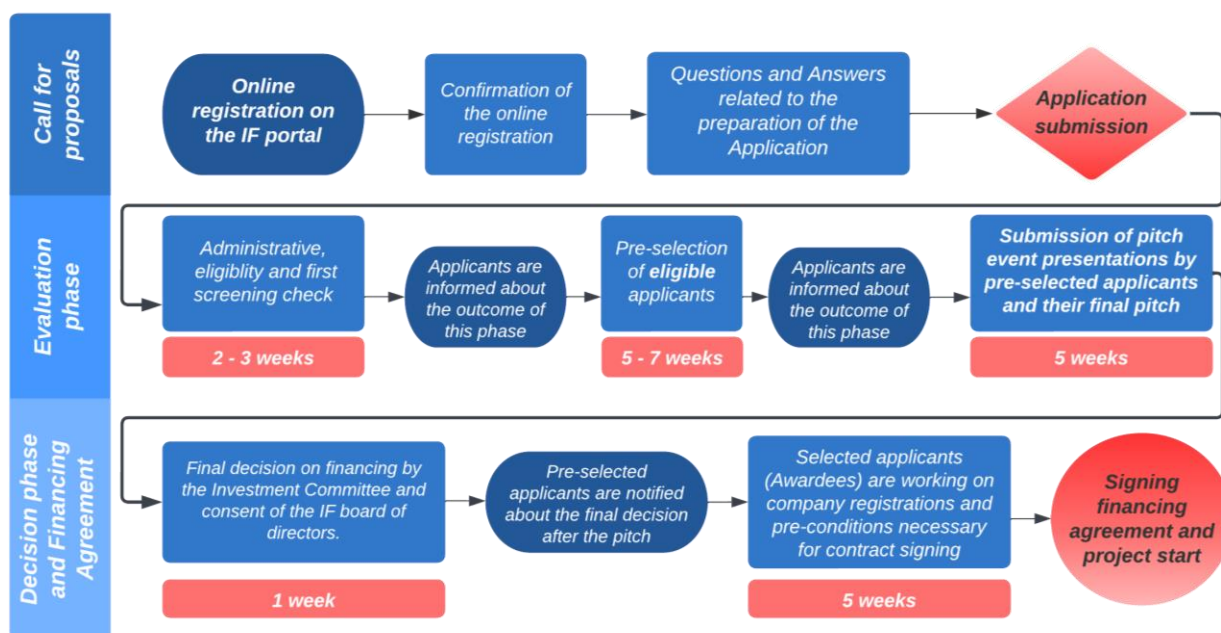 Call for
proposals
Online
registration on
the IF portal
Confirmation of
the online
registration
Questions and Answers
related to the
preparation of the
Application
Application
submission
Evaluation
phase
Administrative,
eligiblity and first
screening check
2 - 3 weeks
Applicants are
informed about
the outcome of
this phase
Pre-selection
of eligible
applicants
5 - 7 weeks
Applicants are
informed about
the outcome of
this phase
Submission of pitch
event presentations by
pre-selected applicants
and their final pitch
5 weeks
Decision phase
and Financing
Agreement
Final decision on financing by
the Investment Committee and
consent of the IF board of
directors.
1 week
Pre-selected
applicants are notified
about the final decision
after the pitch
Selected applicants
(Awardees) are working on
company registrations and
pre-conditions necessary
for contract signing
5 weeks
Signing
financing
agreement and
project start